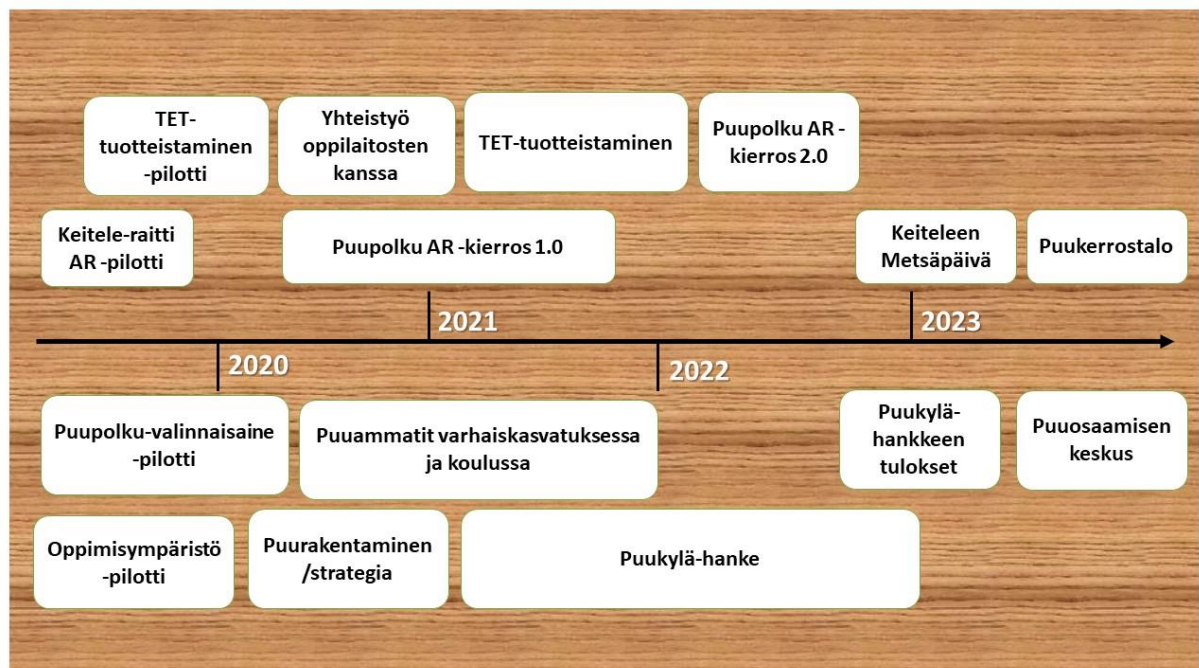 TET-
tuotteistaminen
-pilotti
Yhteistyö
oppilaitosten
kanssa
TET-tuotteistaminen
Puupolku AR -
kierros 2.0
Keitele-raitti
AR -pilotti
Puupolku AR -kierros 1.0
Keiteleen
Metsäpäivä
Puukerrostalo
2021
2023
2020
2022
Puupolku-valinnaisaine
-pilotti
Puuammatit varhaiskasvatuksessa
ja koulussa
Puukylä-
hankkeen
tulokset
Puuosaamisen
keskus
Oppimisympäristö
-pilotti
Puurakentaminen
/strategia
Puukylä-hanke